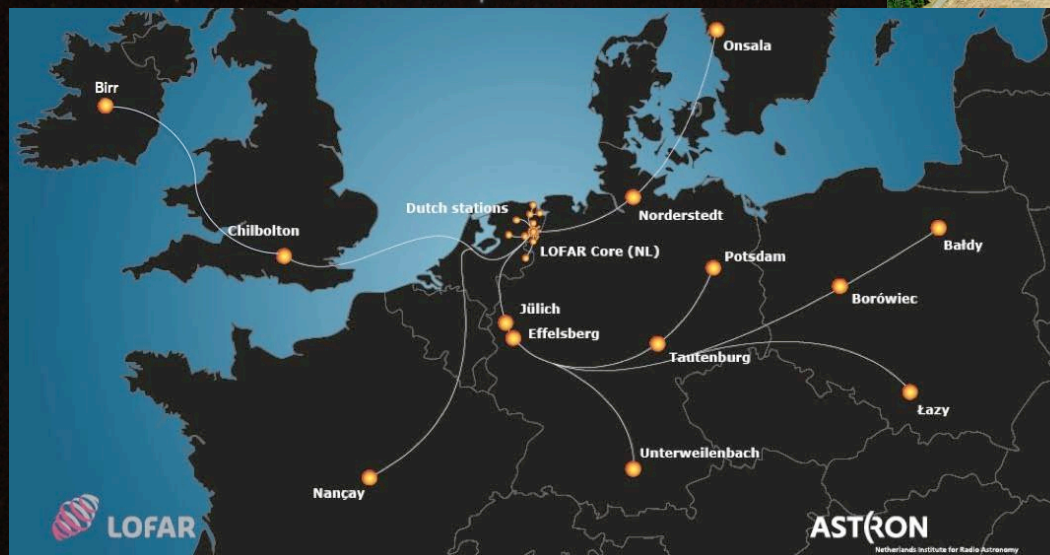 Onsala
Birr
Dutch stations
Norderstedt
Chilbolton
LOFAR Core (NL)
Bałdy
Potsdam
Borówiec
Jülich
Effelsberg
Tautenburg
Łazy
Unterweilenbach
Nançay
LOFAR
ASTRON
Netherlands Institute for Radio Astronomy